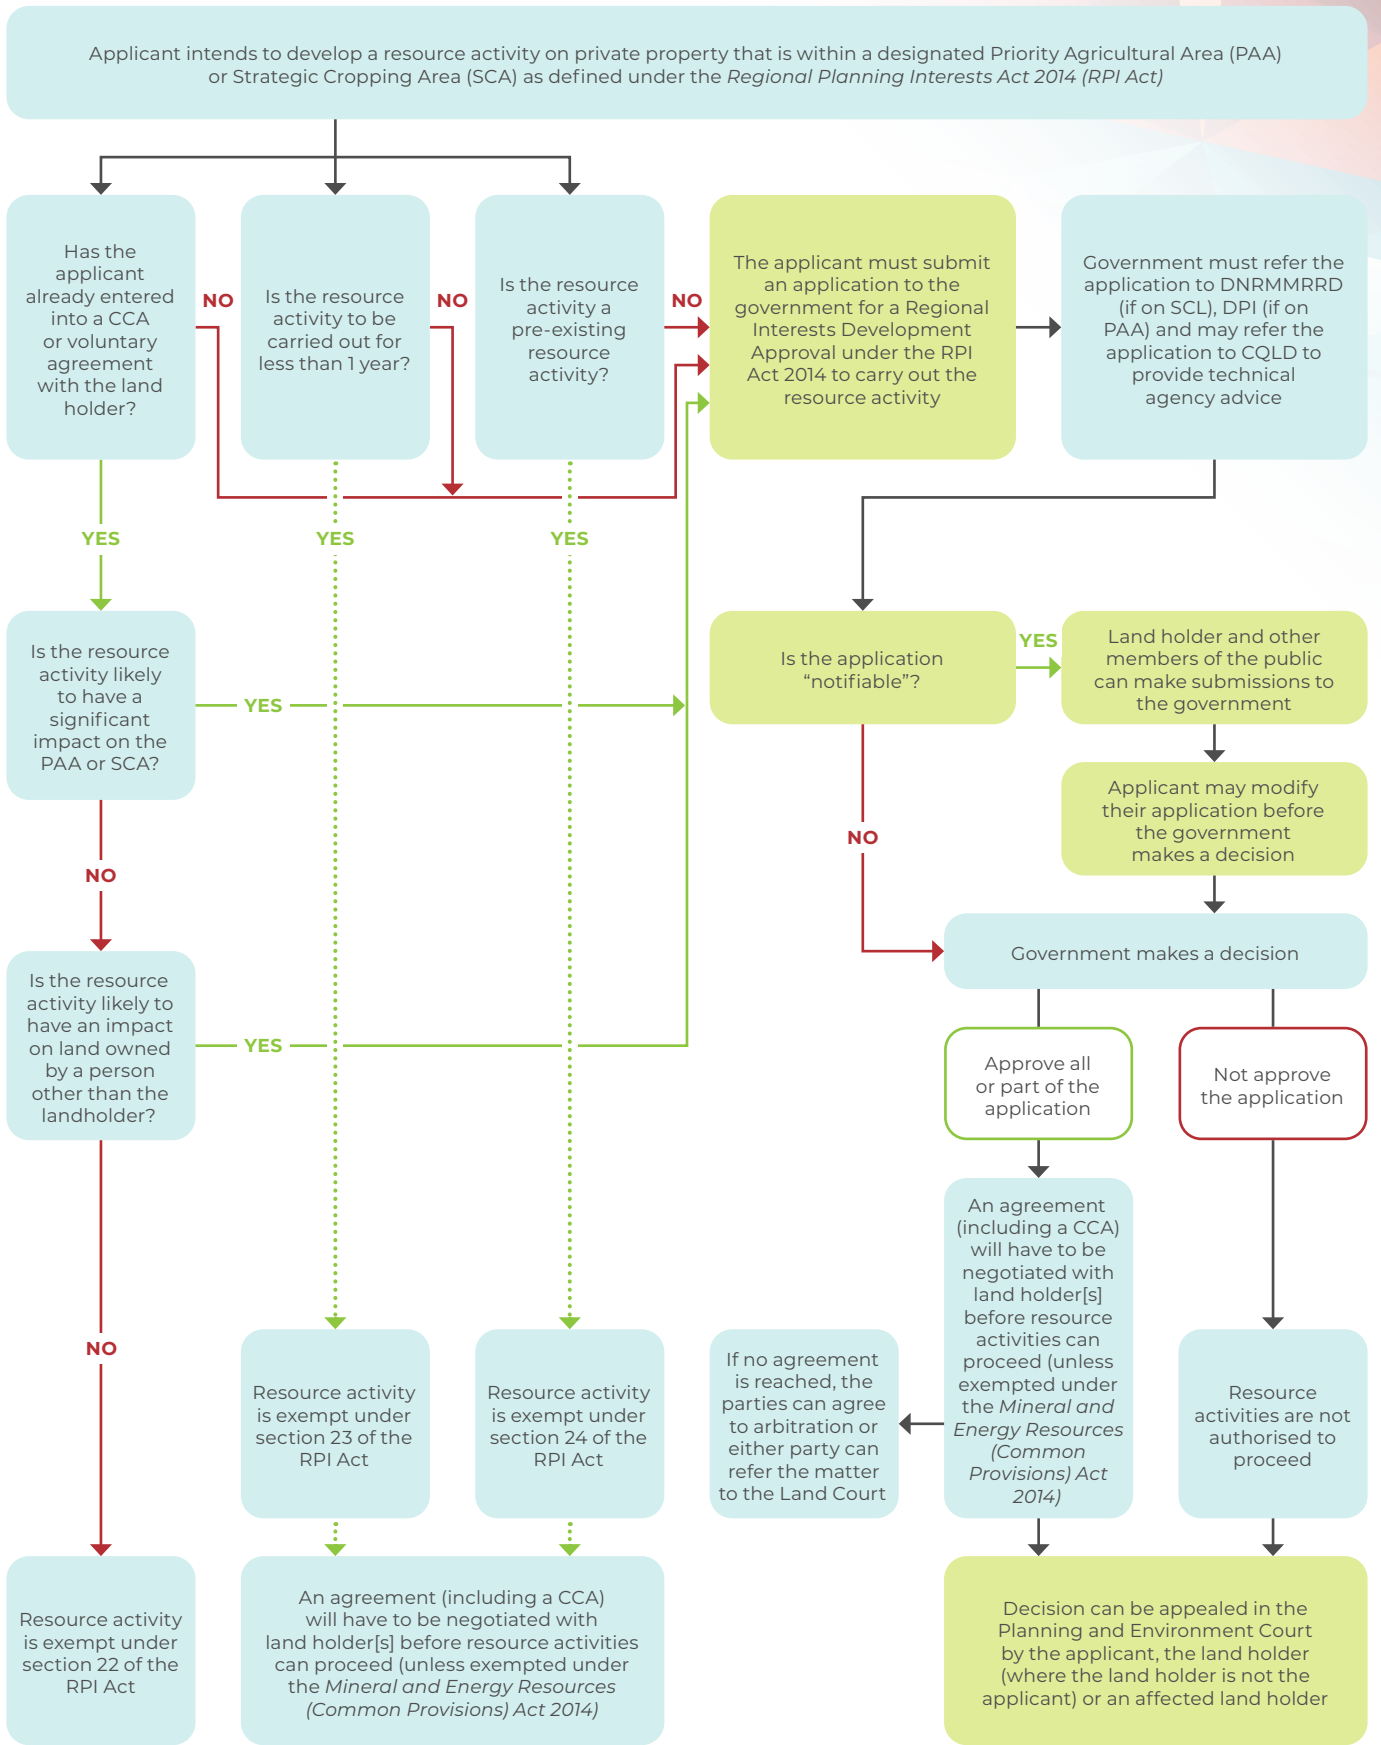 Applicant intends to develop a resource activity on private property that is within a designated Priority Agricultural Area (PAA)
or Strategic Cropping Area (SCA) as defined under the Regional Planning Interests Act 2014 (RPI Act)
Has the
applicant
already entered
into a CCA
or voluntary
agreement
with the land
holder?
NO
Is the resource
activity to be
carried out for
less than 1 year?
NO
Is the resource
activity a
pre-existing
resource
activity?
NO
The applicant must submit
an application to the
government for a Regional
Interests Development
Approval under the RPI
Act 2014 to carry out the
resource activity
Government must refer the
application to DNRMMRRD
(if on SCL), DPI (if on
PAA) and may refer the
application to CQLD to
provide technical
agency advice
YES
YES
YES
Is the resource
activity likely
to have a
significant
impact on the
PAA or SCA?
YES
Is the application
“notifiable”?
YES
Land holder and other
members of the public
can make submissions to
the government
Applicant may modify
their application before
the government
makes a decision
NO
NO
Government makes a decision
Is the resource
activity likely to
have an impact
on land owned
by a person
other than the
landholder?
YES
Approve all
or part of the
application
Not approve
the application
An agreement
(including a CCA)
will have to be
negotiated with
land holder[s]
before resource
activities can
proceed (unless
exempted under
the Mineral and
Energy Resources
(Common
Provisions) Act
2014)
NO
Resource activity
is exempt under
section 23 of the
RPI Act
Resource activity
is exempt under
section 24 of the
RPI Act
If no agreement
is reached, the
parties can agree
to arbitration or
either party can
refer the matter
to the Land Court
Resource
activities are not
authorised to
proceed
Resource activity
is exempt under
section 22 of the
RPI Act
An agreement (including a CCA)
will have to be negotiated with
land holder[s] before resource activities
can proceed (unless exempted under
the Mineral and Energy Resources
(Common Provisions) Act 2014)
Decision can be appealed in the
Planning and Environment Court
by the applicant, the land holder
(where the land holder is not the
applicant) or an affected land holder